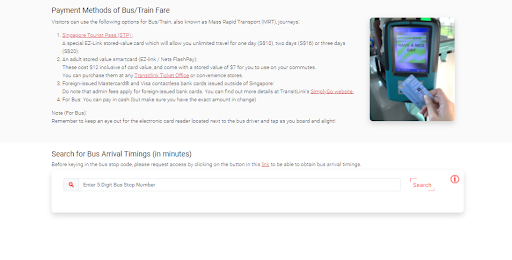 Payment Methods of Bus/Train Fare
Visitors can use the following options for Bus/Train, also known as Mass Rapid Transport (MRT), journeys.
1. Singapore Tourist Pass (STP):
A special EZ-Link stored-value card which will allow you unlimited travel for one day (S$10), two days (S$16) or three days
(S$20).
2. An adult stored value smartcard (EZ-link / Nets FlashPay):
These cost $12 inclusive of card value, and come with a stored value of $7 for you to use on your commutes.
You can purchase them at any TransitLink Ticket Office or convenience stores.
3. Foreign-issued Mastercard® and Visa contactless bank cards issued outside of Singapore:
Do note that admin fees apply for foreign-issued bank cards. You can find out more details at TransitLink's SimplyGo website.
4. For Bus: You can pay in cash (but make sure you have the exact amount in change)
Note (For Bus):
Remember to keep an eye out for the electronic card reader located next to the bus driver and tap as you board and alight!
Search for Bus Arrival Timings (in minutes)
Before keying in the bus stop code, please request access by clicking on the button in this link to be able to obtain bus arrival timings.
Enter 5 Digit Bus Stop Number
Search